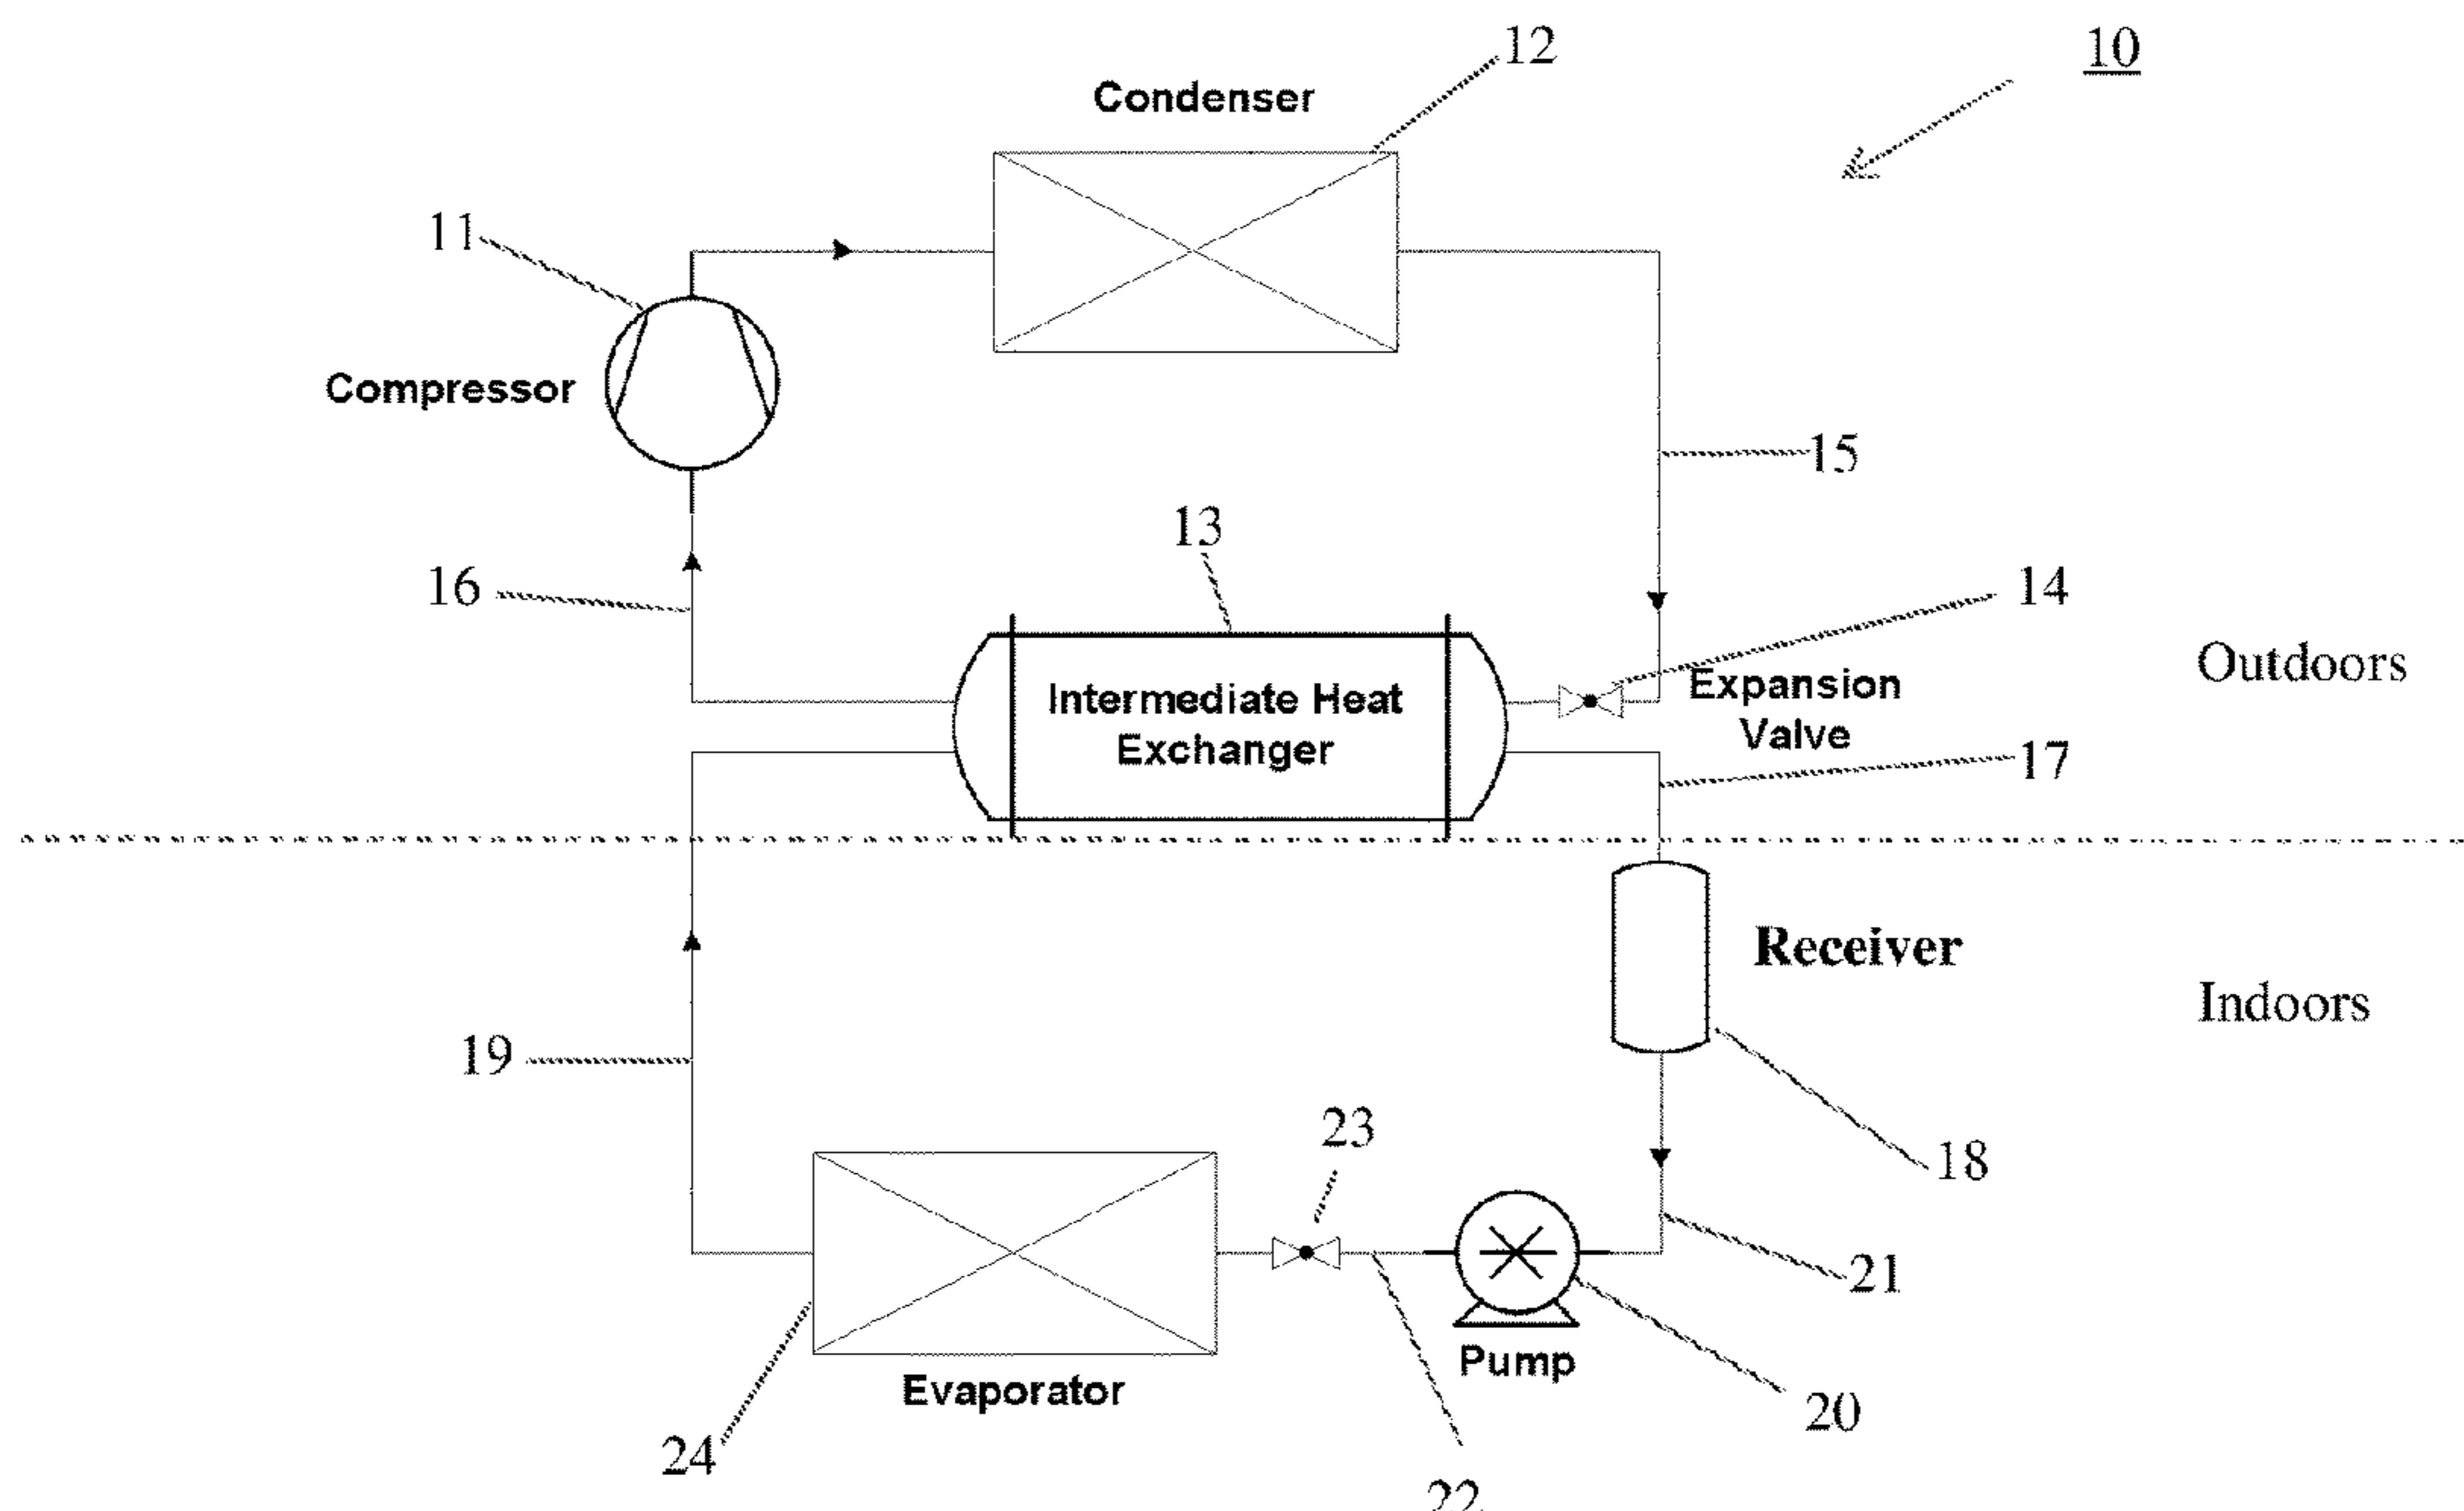 10
12
Condenser
11
Compressor
15
13
16
14
Outdoors
Intermediate Heat
Exchanger
Expansion
Valve
17
Receiver
Indoors
19
23
18
21
Pump
Evaporator
20
24
22